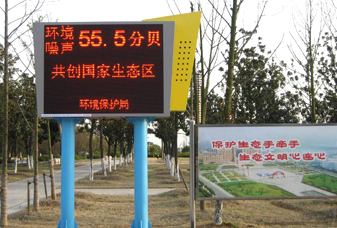 环境
噪声 55.5分贝
共创国家生态区
环境保护局
保护生态手牵手
生态文明心连心